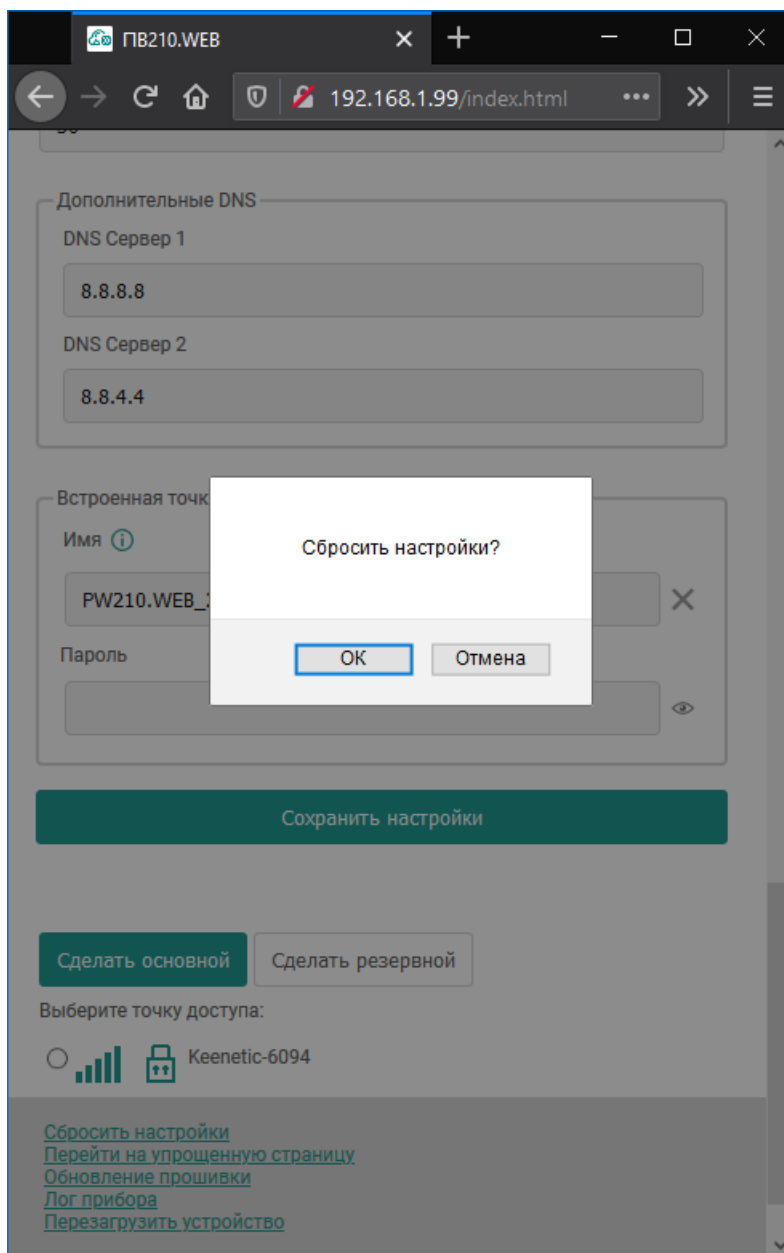 ПВ210.WEB
192.168.1.99/index.html
Дополнительные DNS
DNS Сервер 1
8.8.8.8
DNS Сервер 2
8.8.4.4
Встроенная точк
Имя
PW210.WEB_
Сбросить настройки?
ОК Отмена
Пароль
Сохранить настройки
Сделать основной Сделать резервной
Выберите точку доступа:
Keenetic-6094
Сбросить настройки
Перейти на упрощенную страницу
Обновление прошивки
Лог прибора
Перезагрузить устройство